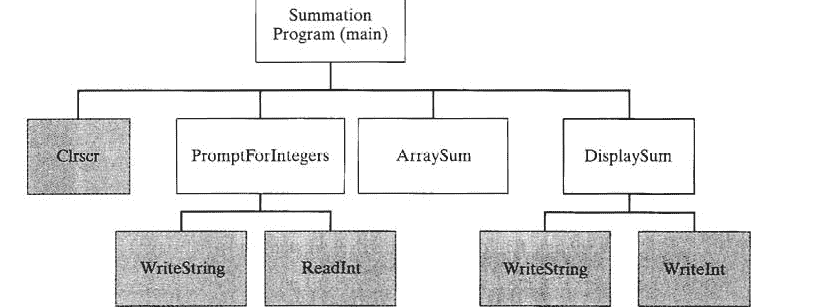 Summation
Program (main)
Clrscr
PromptForIntegers
ArraySum
DisplaySum
WriteString
ReadInt
WriteString
WriteInt